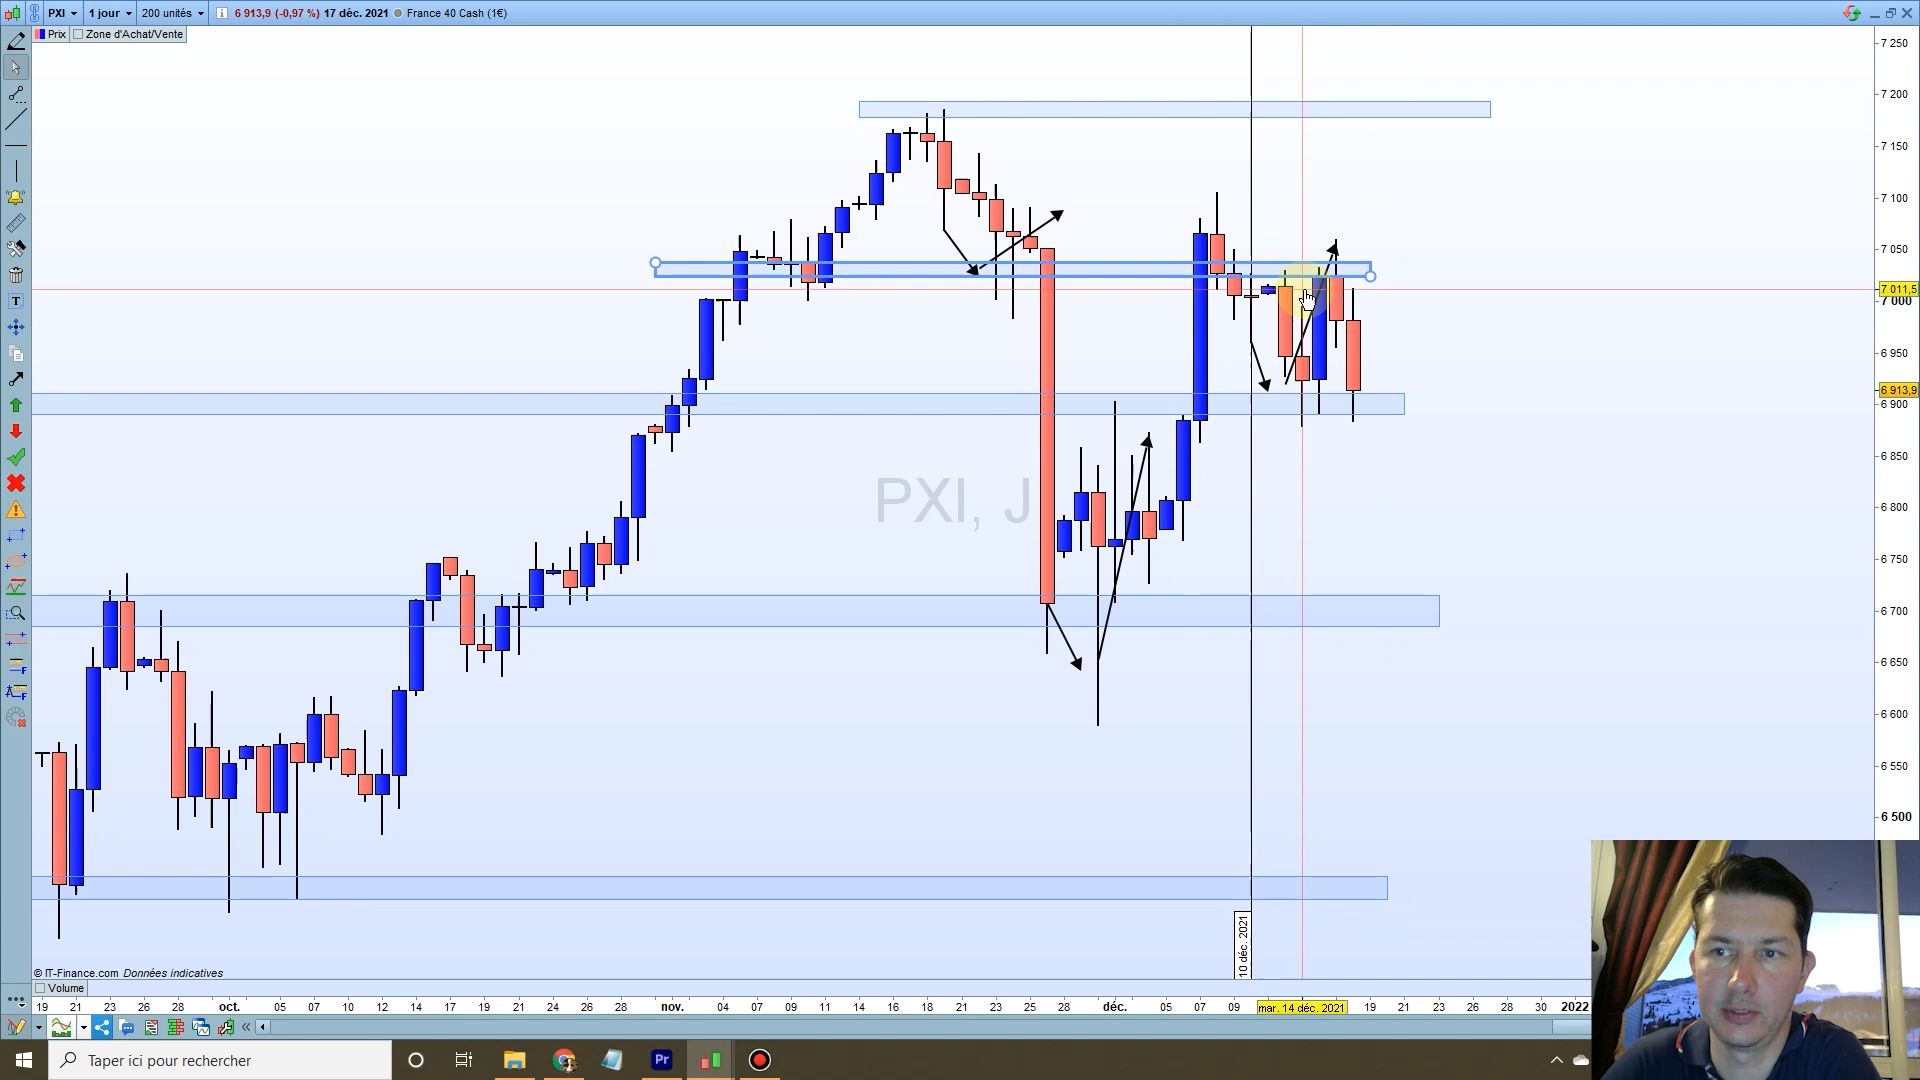 PXI 1 jour 200 unités i 6 913,9 (-0,97 %) 17 déc. 2021 France 40 Cash (1€)
Prix Zone d'Achat/Vente
7 250
7 200
7 150
7 100
7 050
7 011,5
7 000
6 950
6 913,9
6 900
6 850
6 800
6 750
6 700
6 650
6 600
6 550
6 500
PXI, J
10 déc. 2021
© IT-Finance.com Données indicatives
Volume
19 21 23 26 28 oct. 05 07 10 12 14 17 19 21 24 26 28 nov. 04 07 09 11 14 16 18 21 23 25 28 déc. 05 07 09 mar. 14 déc. 2021 19 21 23 26 28 30 2022
Taper ici pour rechercher
Pr